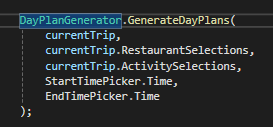 DayPlanGenerator.GenerateDayPlans(
currentTrip,
currentTrip.RestaurantSelections,
currentTrip.ActivitySelections,
StartTimePicker.Time,
EndTimePicker.Time
);